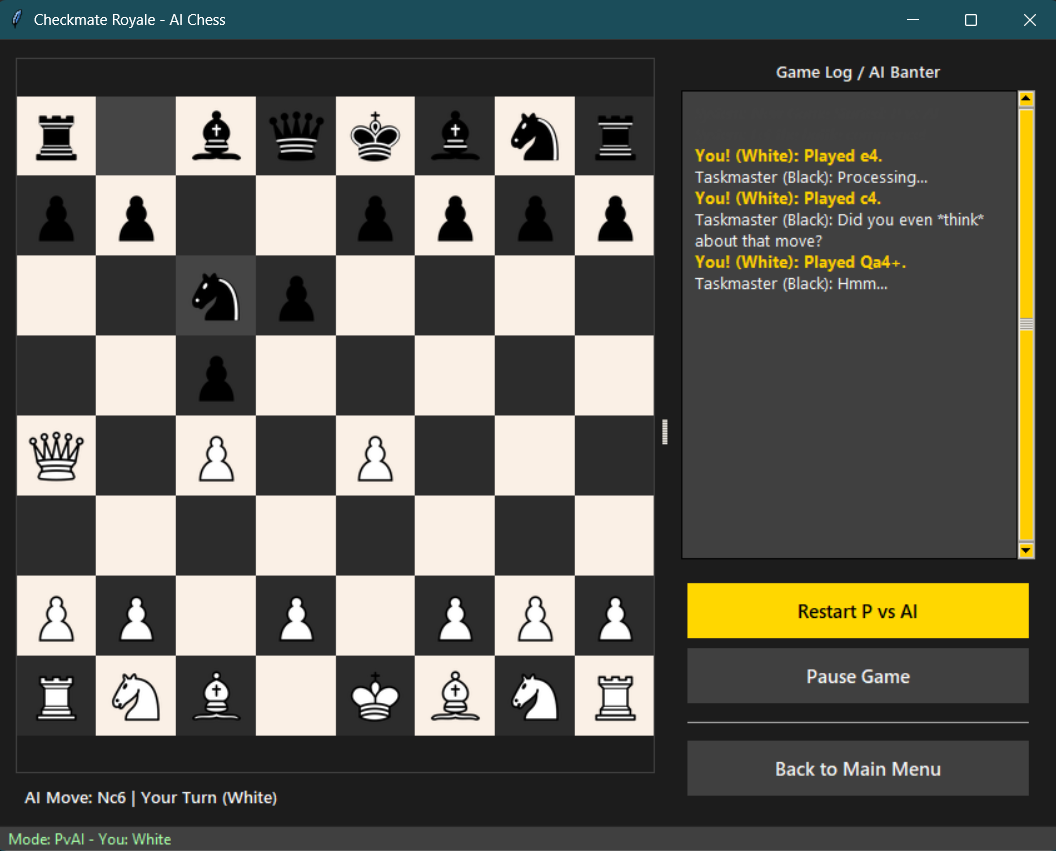 Checkmate Royale - AI Chess
Game Log / AI Banter
You! (White): Played e4.
Taskmaster (Black): Processing...
You! (White): Played c4.
Taskmaster (Black): Did you even *think*
about that move?
You! (White): Played Qa4+.
Taskmaster (Black): Hmm...
Restart P vs AI
Pause Game
Back to Main Menu
AI Move: Nc6 | Your Turn (White)
Mode: PvAI - You: White